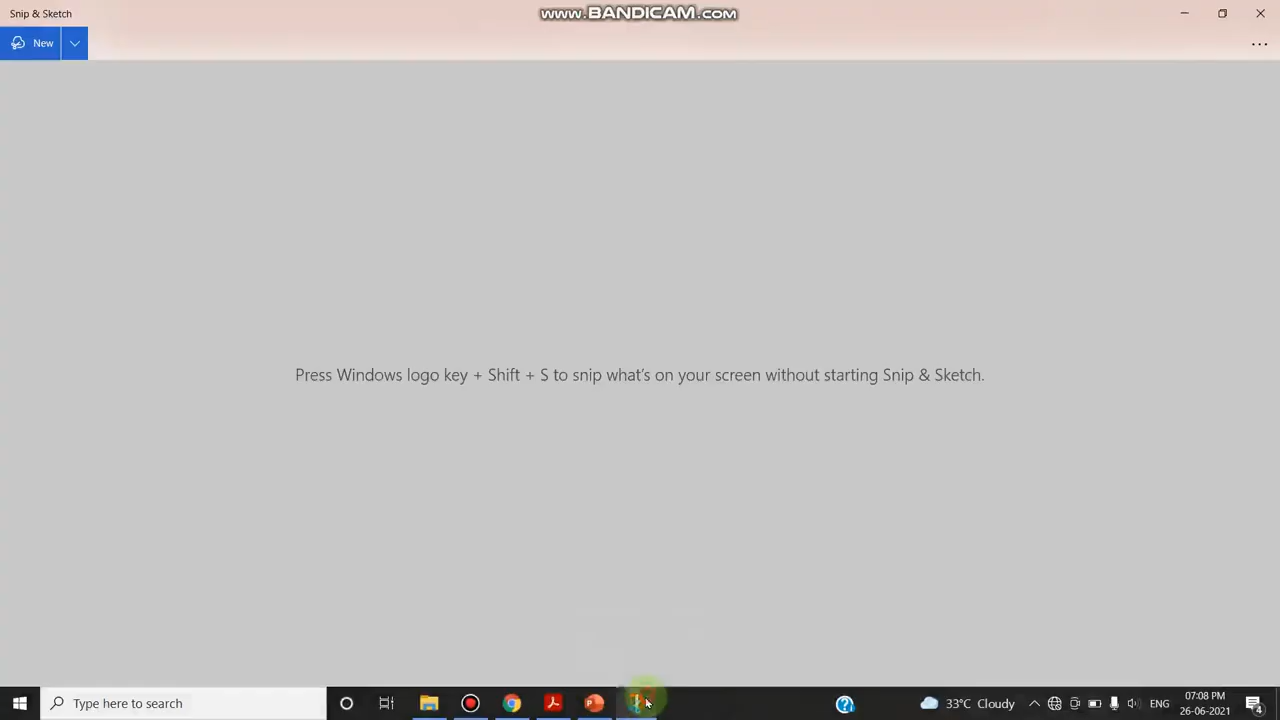 Snip & Sketch
www.BANDICAM.com
New
Press Windows logo key + Shift + S to snip what's on your screen without starting Snip & Sketch.
Type here to search
33°C Cloudy
ENG
07:08 PM
26-06-2021
4